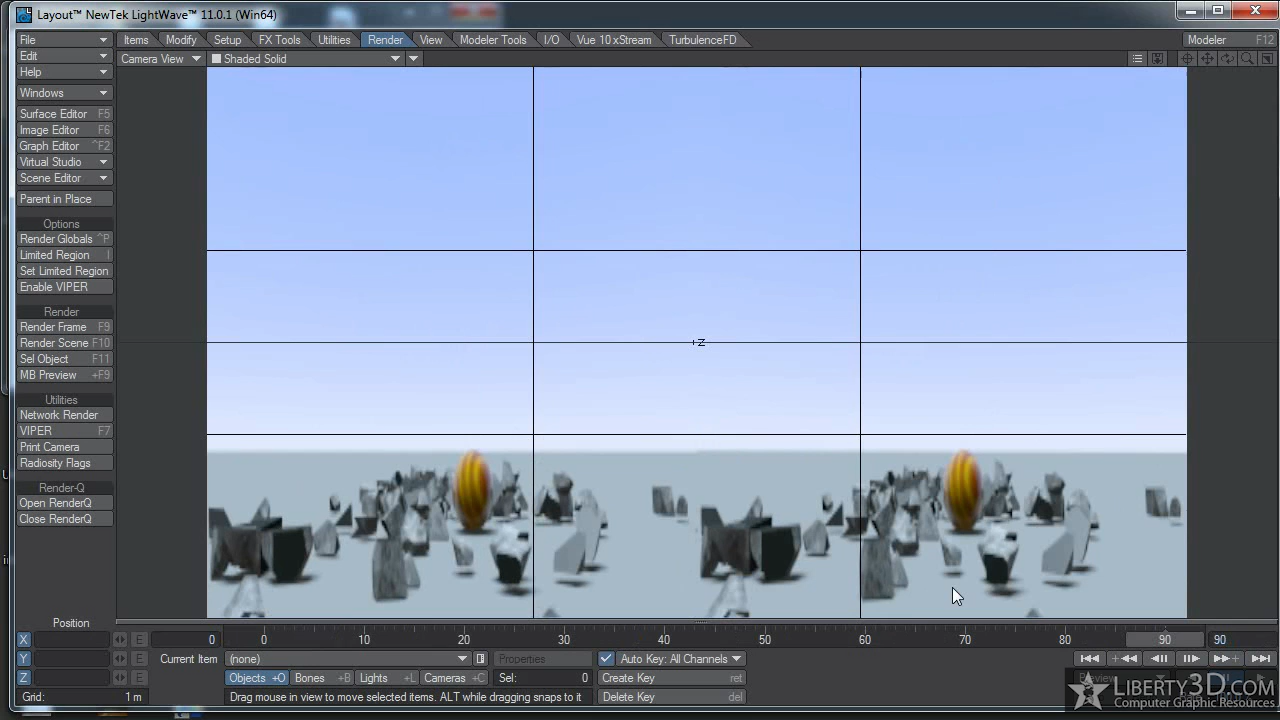 Layout™ NewTek LightWave™ 11.0.1 (Win64)
File Items Modify Setup FX Tools Utilities Render View Modeler Tools I/O Vue 10 xStream TurbulenceFD Modeler F12
Edit Camera View Shaded Solid
Help
Windows
Surface Editor F5
Image Editor F6
Graph Editor ^F2
Virtual Studio
Scene Editor
Parent in Place
Options
Render Globals ^P
Limited Region l
Set Limited Region
Enable VIPER
Render
Render Frame F9
Render Scene F10
Z
Sel Object F11
MB Preview +F9
Utilities
Network Render
VIPER F7
Print Camera
Radiosity Flags
Render-Q
Open RenderQ
Close RenderQ
Position
X E 0 0 10 20 30 40 50 60 70 80 90 90
Y E Current Item (none) Properties Auto Key: All Channels
Z E Objects +O Bones +B Lights +L Cameras +C Sel: 0 Create Key ret Preview
Grid: 1 m Drag mouse in view to move selected items. ALT while dragging snaps to it Delete Key del
LIBERTY3D.COM
Computer Graphic Resources